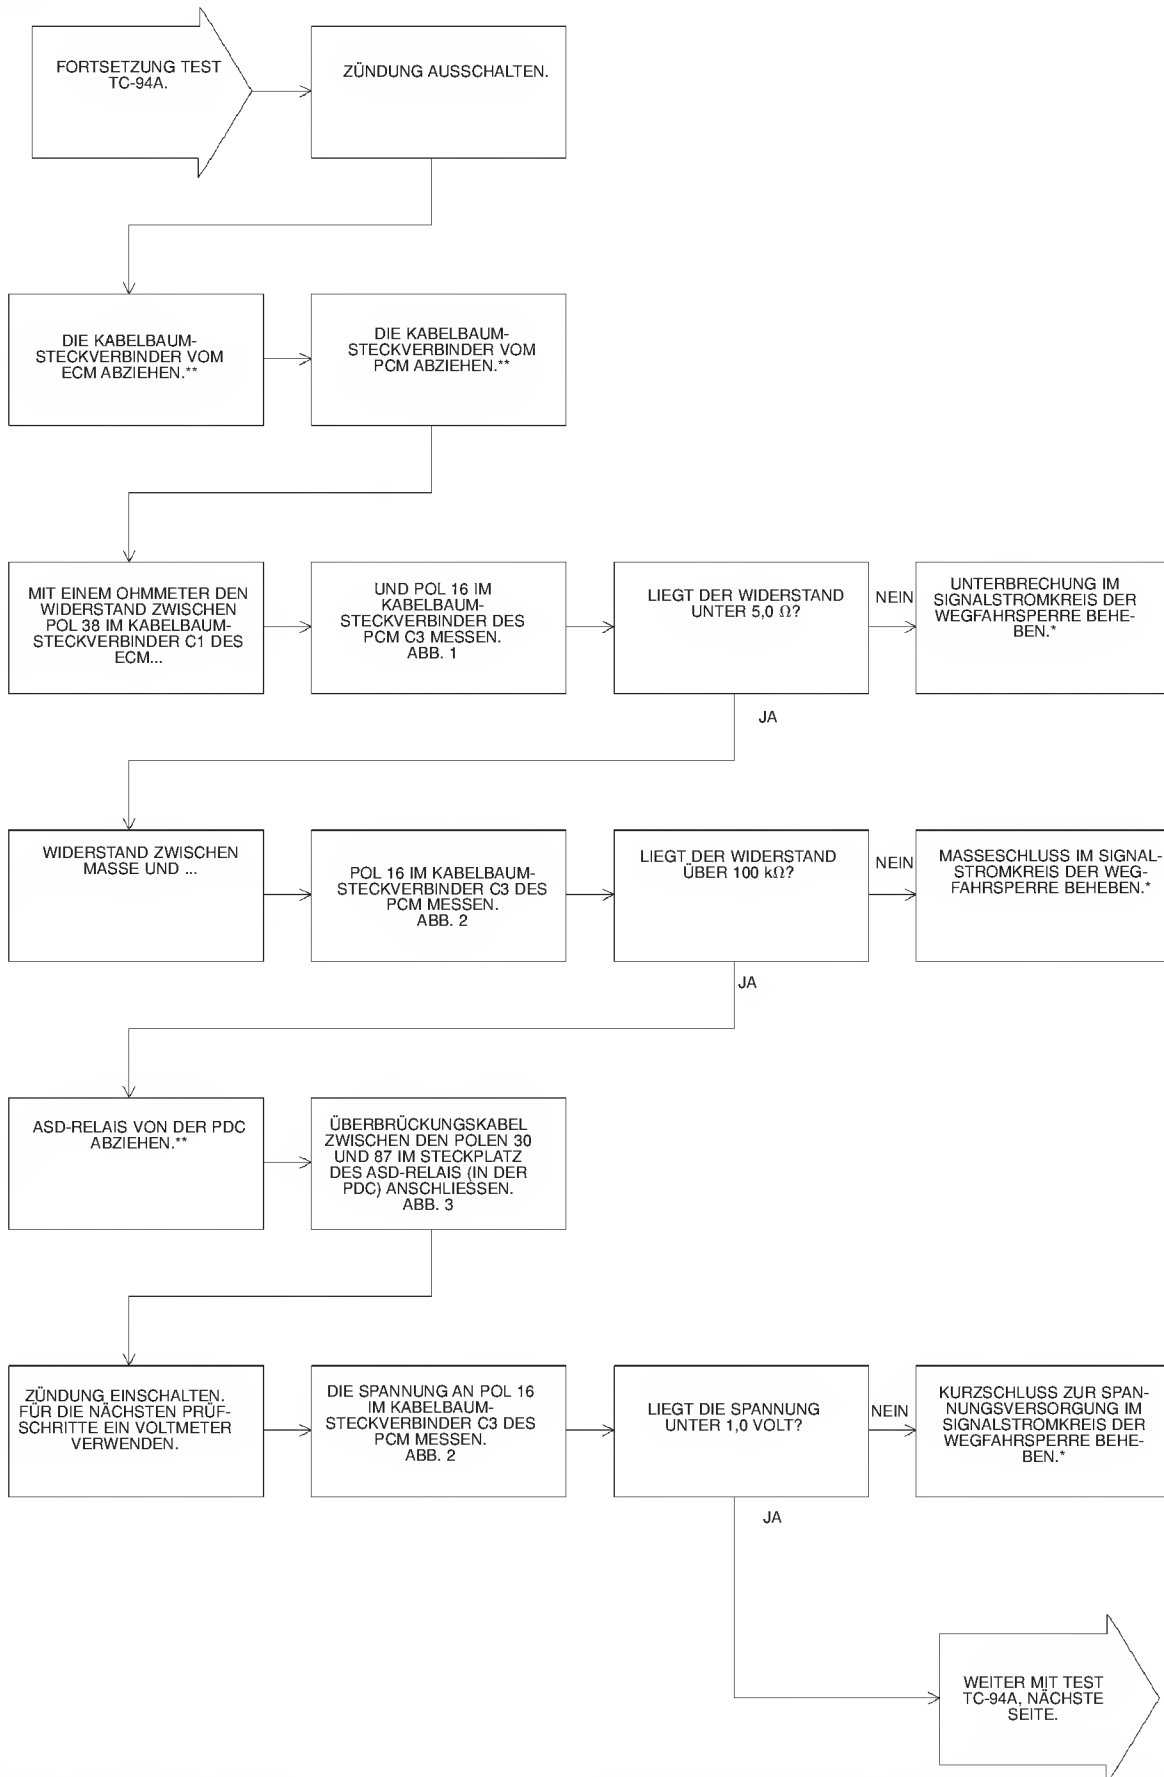 FORTSETZUNG TEST
TC-94A.
ZÜNDUNG AUSSCHALTEN.
DIE KABELBAUM-
STECKVERBINDER VOM
ECM ABZIEHEN.**
DIE KABELBAUM-
STECKVERBINDER VOM
PCM ABZIEHEN.**
MIT EINEM OHMMETER DEN
WIDERSTAND ZWISCHEN
POL 38 IM KABELBAUM-
STECKVERBINDER C1 DES
ECM...
UND POL 16 IM
KABELBAUM-
STECKVERBINDER DES
PCM C3 MESSEN.
ABB. 1
LIEGT DER WIDERSTAND
UNTER 5,0 Ω?
NEIN
UNTERBRECHUNG IM
SIGNALSTROMKREIS DER
WEGFAHRSPERRE BEHE-
BEN.*
JA
WIDERSTAND ZWISCHEN
MASSE UND ...
POL 16 IM KABELBAUM-
STECKVERBINDER C3 DES
PCM MESSEN.
ABB. 2
LIEGT DER WIDERSTAND
ÜBER 100 kΩ?
NEIN
MASSESCHLUSS IM SIGNAL-
STROMKREIS DER WEG-
FAHRSPERRE BEHEBEN.*
JA
ASD-RELAIS VON DER PDC
ABZIEHEN.**
ÜBERBRÜCKUNGSKABEL
ZWISCHEN DEN POLEN 30
UND 87 IM STECKPLATZ
DES ASD-RELAIS (IN DER
PDC) ANSCHLIESSEN.
ABB. 3
ZÜNDUNG EINSCHALTEN.
FÜR DIE NÄCHSTEN PRÜF-
SCHRITTE EIN VOLTMETER
VERWENDEN.
DIE SPANNUNG AN POL 16
IM KABELBAUM-
STECKVERBINDER C3 DES
PCM MESSEN.
ABB. 2
LIEGT DIE SPANNUNG
UNTER 1,0 VOLT?
NEIN
KURZSCHLUSS ZUR SPAN-
NUNGSVERSORGUNG IM
SIGNALSTROMKREIS DER
WEGFAHRSPERRE BEHE-
BEN.*
JA
WEITER MIT TEST
TC-94A, NÄCHSTE
SEITE.